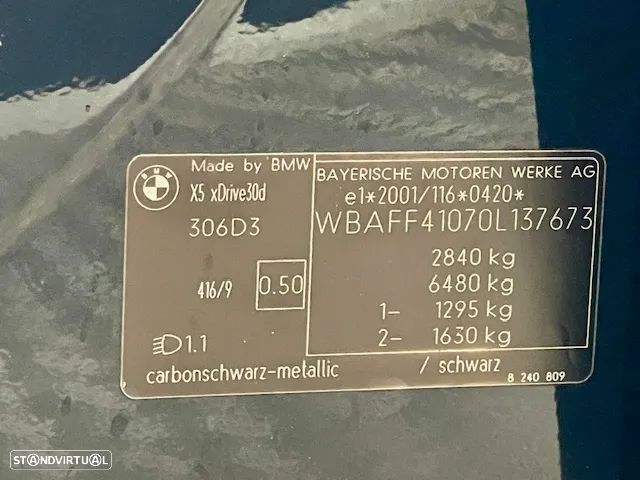 Made by BMW
X5 xDrive30d
306D3
416/9
0.50
1.1
BAYERISCHE MOTOREN WERKE AG
e1*2001/116*0420*
WBAFF41070L137673
2840 kg
6480 kg
1- 1295 kg
2- 1630 kg
carbonschwarz-metallic / schwarz
8 240 809
STANDVIRTUAL